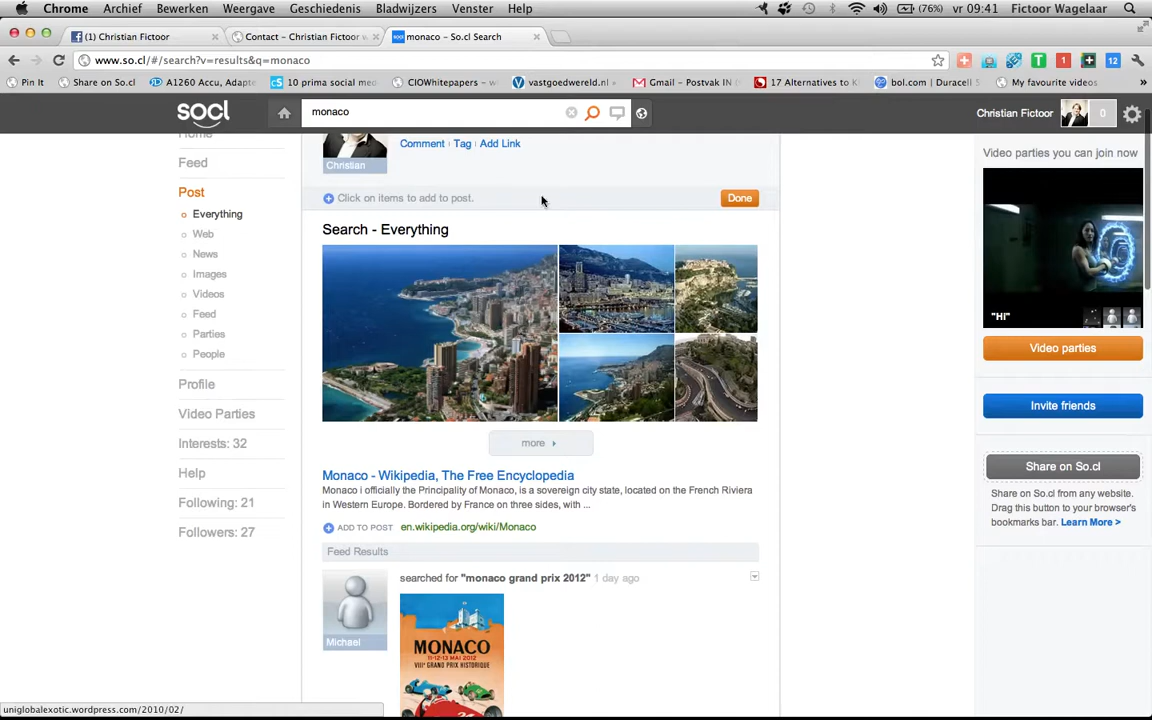 Chrome Archief Bewerken Weergave Geschiedenis Bladwijzers Venster Help (76%) vr 09:41 Fictoor Wagelaar
(1) Christian Fictoor Contact – Christian Fictoor monaco – So.cl Search
www.so.cl/#/search?v=results&q=monaco
Pin It Share on So.cl A1260 Accu, Adapte 10 prima social med CIOWhitepapers – vastgoedwereld.nl Gmail – Postvak IN ( 17 Alternatives to K bol.com | Duracell My favourite videos »
socl monaco Christian Fictoor 0
Home
Feed
Post
Everything
Web
News
Images
Videos
Feed
Parties
People
Profile
Video Parties
Interests: 32
Help
Following: 21
Followers: 27
Christian
Comment Tag Add Link
Click on items to add to post. Done
Search - Everything
more
Monaco - Wikipedia, The Free Encyclopedia
Monaco i officially the Principality of Monaco, is a sovereign city state, located on the French Riviera
in Western Europe. Bordered by France on three sides, with ...
ADD TO POST en.wikipedia.org/wiki/Monaco
Feed Results
searched for "monaco grand prix 2012" 1 day ago
Michael
MONACO
11-12-13 MAI 2012
VIIIe GRAND PRIX HISTORIQUE
Video parties you can join now
"HI"
Video parties
Invite friends
Share on So.cl
Share on So.cl from any website.
Drag this button to your browser's
bookmarks bar. Learn More >
uniglobalexotic.wordpress.com/2010/02/